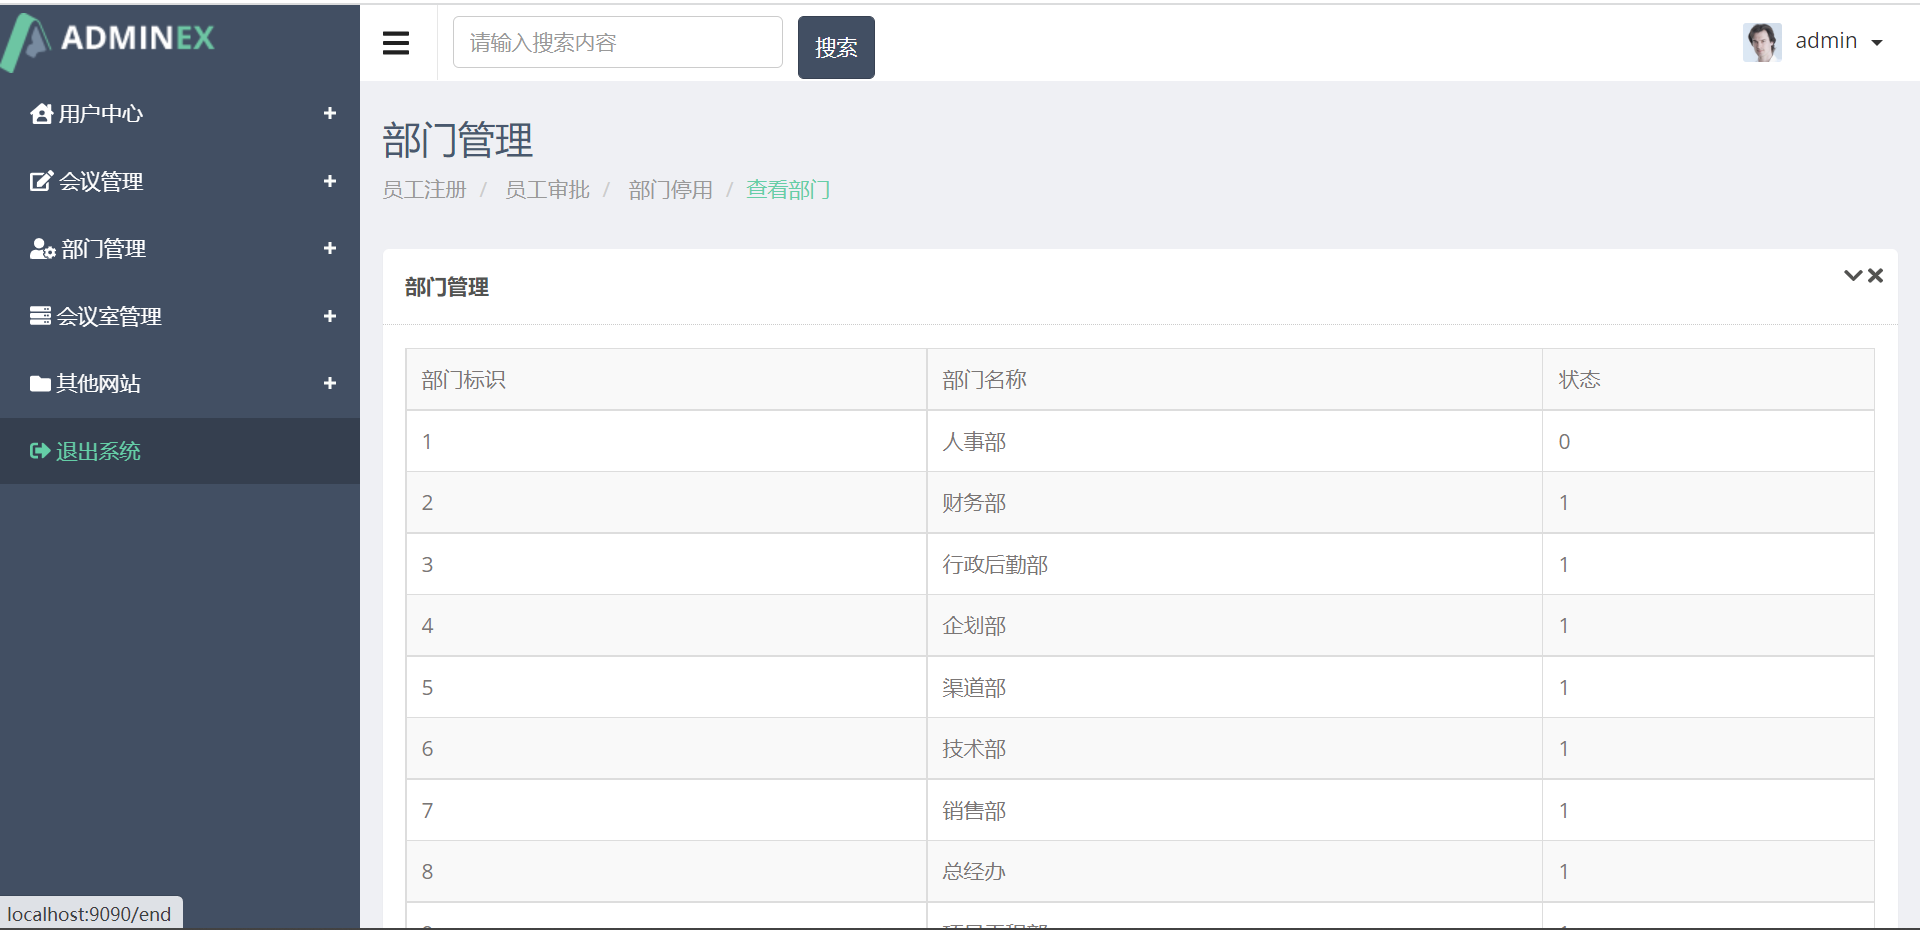 ADMINEX
请输入搜索内容
搜索
admin
用户中心
会议管理
部门管理
会议室管理
其他网站
退出系统
部门管理
员工注册 / 员工审批 / 部门停用 / 查看部门
部门管理
部门标识 部门名称 状态
1 人事部 0
2 财务部 1
3 行政后勤部 1
4 企划部 1
5 渠道部 1
6 技术部 1
7 销售部 1
8 总经办 1
localhost:9090/end